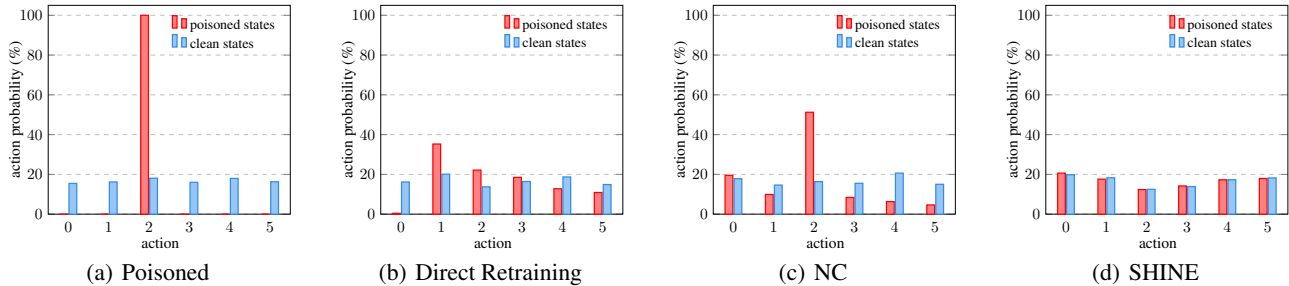 100
80
60
40
20
0
action probability (%)
poisoned states
clean states
0 1 2 3 4 5
action
(a) Poisoned
100
80
60
40
20
0
action probability (%)
poisoned states
clean states
0 1 2 3 4 5
action
(b) Direct Retraining
100
80
60
40
20
0
action probability (%)
poisoned states
clean states
0 1 2 3 4 5
action
(c) NC
100
80
60
40
20
0
action probability (%)
poisoned states
clean states
0 1 2 3 4 5
action
(d) SHINE